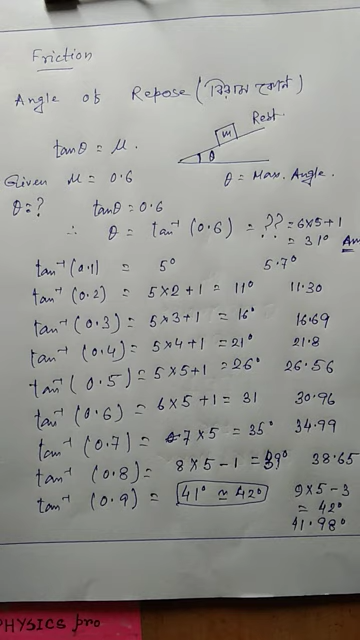 Friction
Angle of Repose (বিরাম কোন)
m Rest.
tanθ = μ.
θ
Given μ = 0.6 θ = Max. Angle.
θ = ? tanθ = 0.6
∴ θ = tan⁻¹ (0.6) = ?? = 6×5+1
= 31° Ans
tan⁻¹ (0.1) = 5° 5.7°
tan⁻¹ (0.2) = 5×2+1 = 11° 11.30
tan⁻¹ (0.3) = 5×3+1 = 16° 16.69
tan⁻¹ (0.4) = 5×4+1 = 21° 21.8
tan⁻¹ (0.5) = 5×5+1 = 26° 26.56
tan⁻¹ (0.6) = 6×5+1 = 31 30.96
tan⁻¹ (0.7) = 7×5 = 35° 34.99
tan⁻¹ (0.8) = 8×5-1 = 39° 38.65
tan⁻¹ (0.9) = 41° ≃ 42° 9×5-3
= 42°
41.98°
PHYSICS pro